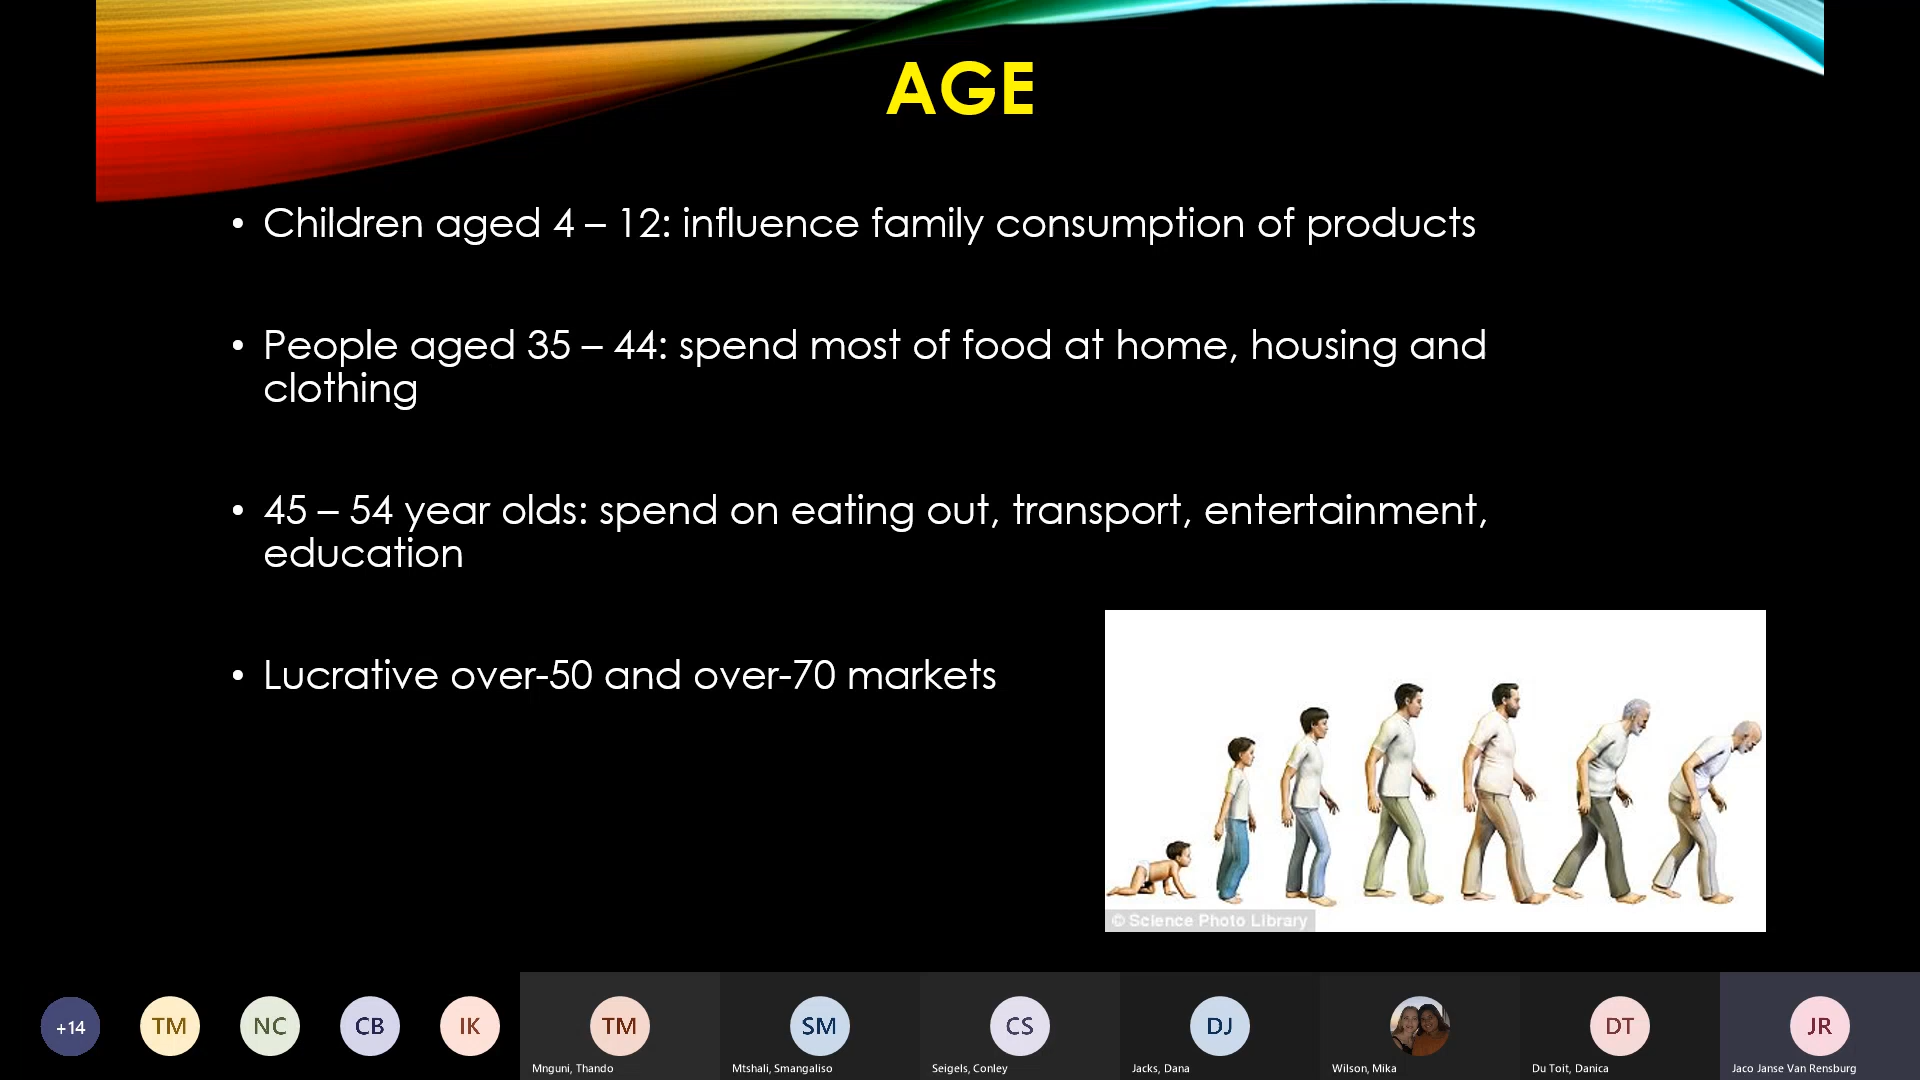 AGE
• Children aged 4 – 12: influence family consumption of products
• People aged 35 – 44: spend most of food at home, housing and
clothing
• 45 – 54 year olds: spend on eating out, transport, entertainment,
education
• Lucrative over-50 and over-70 markets
© Science Photo Library
+14
TM
NC
CB
IK
TM
SM
CS
DJ
DT
JR
Mnguni, Thando
Mtshali, Smangaliso
Seigels, Conley
Jacks, Dana
Wilson, Mika
Du Toit, Danica
Jaco Janse Van Rensburg